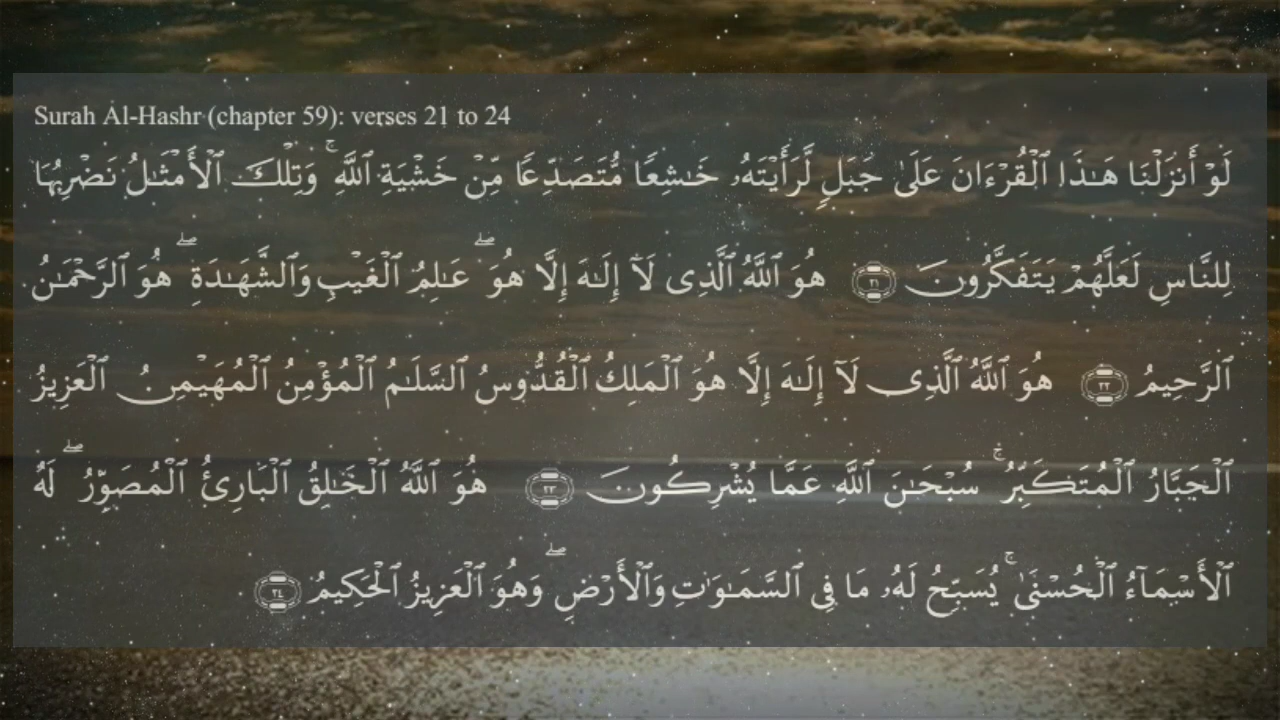 Surah Al-Hashr (chapter 59): verses 21 to 24
لَوْ أَنزَلْنَا هَـٰذَا ٱلْقُرْءَانَ عَلَىٰ جَبَلٍ لَّرَأَيْتَهُۥ خَـٰشِعًا مُّتَصَدِّعًا مِّنْ خَشْيَةِ ٱللَّهِ ۚ وَتِلْكَ ٱلْأَمْثَـٰلُ نَضْرِبُهَا
لِلنَّاسِ لَعَلَّهُمْ يَتَفَكَّرُونَ ٢١ هُوَ ٱللَّهُ ٱلَّذِى لَآ إِلَـٰهَ إِلَّا هُوَ ۖ عَـٰلِمُ ٱلْغَيْبِ وَٱلشَّهَـٰدَةِ ۖ هُوَ ٱلرَّحْمَـٰنُ
ٱلرَّحِيمُ ٢٢ هُوَ ٱللَّهُ ٱلَّذِى لَآ إِلَـٰهَ إِلَّا هُوَ ٱلْمَلِكُ ٱلْقُدُّوسُ ٱلسَّلَـٰمُ ٱلْمُؤْمِنُ ٱلْمُهَيْمِنُ ٱلْعَزِيزُ
ٱلْجَبَّارُ ٱلْمُتَكَبِّرُ ۚ سُبْحَـٰنَ ٱللَّهِ عَمَّا يُشْرِكُونَ ٢٣ هُوَ ٱللَّهُ ٱلْخَـٰلِقُ ٱلْبَارِئُ ٱلْمُصَوِّرُ ۖ لَهُ
ٱلْأَسْمَآءُ ٱلْحُسْنَىٰ ۚ يُسَبِّحُ لَهُۥ مَا فِى ٱلسَّمَـٰوَٰتِ وَٱلْأَرْضِ ۖ وَهُوَ ٱلْعَزِيزُ ٱلْحَكِيمُ ٢٤